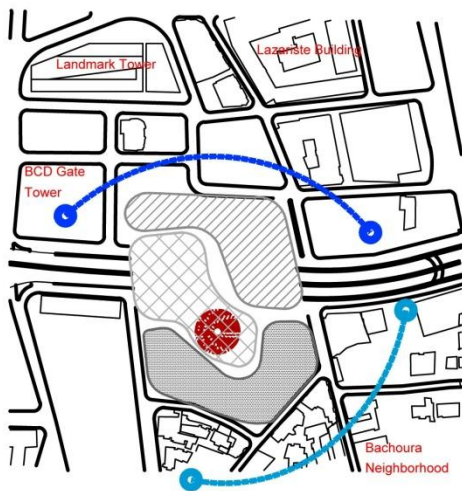 Lazariste Building
Landmark Tower
BCD Gate
Tower
Bachoura
Neighborhood